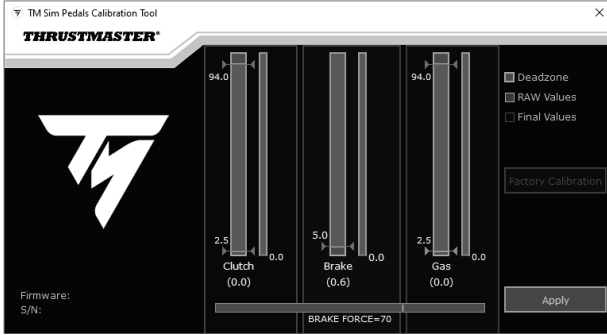 TM Sim Pedals Calibration Tool
THRUSTMASTER®
94.0
94.0
Deadzone
RAW Values
Final Values
Factory Calibration
2.5
5.0
2.5
0.0
0.0
0.0
Clutch
Brake
Gas
(0.0)
(0.6)
(0.0)
Firmware:
S/N:
BRAKE FORCE=70
Apply